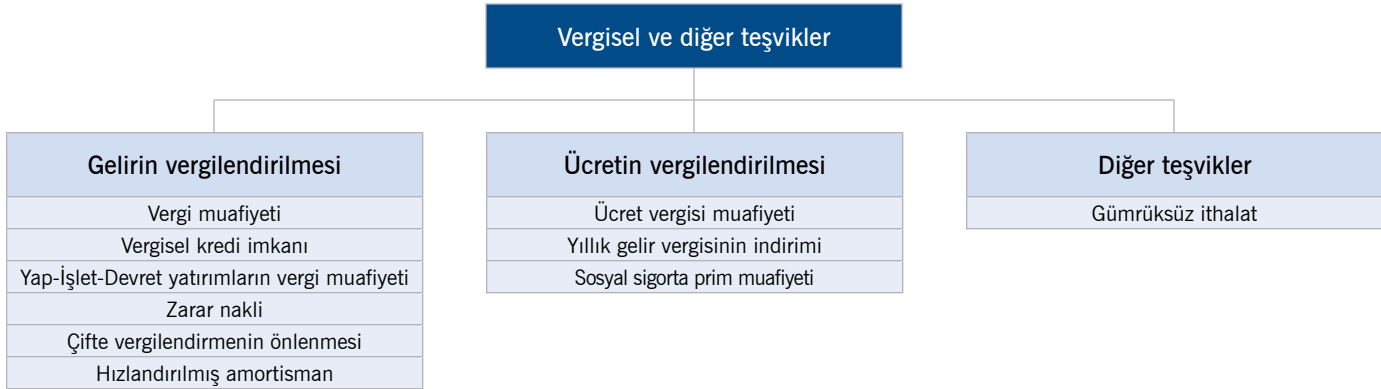 Vergisel ve diğer teşvikler
Gelirin vergilendirilmesi
Vergi muafiyeti
Vergisel kredi imkanı
Yap-İşlet-Devret yatırımların vergi muafiyeti
Zarar nakli
Çifte vergilendirmenin önlenmesi
Hızlandırılmış amortisman
Ücretin vergilendirilmesi
Ücret vergisi muafiyeti
Yıllık gelir vergisinin indirimi
Sosyal sigorta prim muafiyeti
Diğer teşvikler
Gümrüksüz ithalat